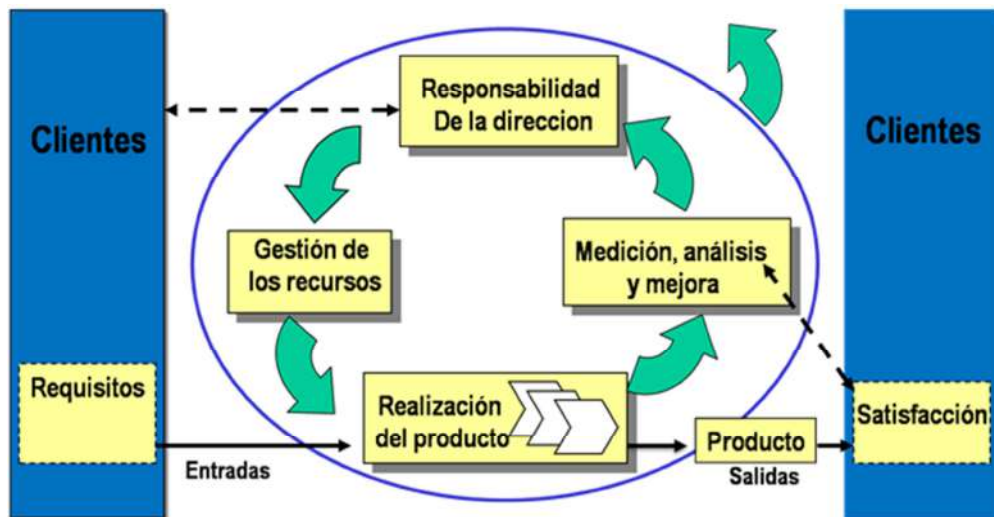 Clientes
Requisitos
Entradas
Responsabilidad
De la direccion
Gestión de
los recursos
Medición, análisis
y mejora
Realización
del producto
Producto
Salidas
Clientes
Satisfacción